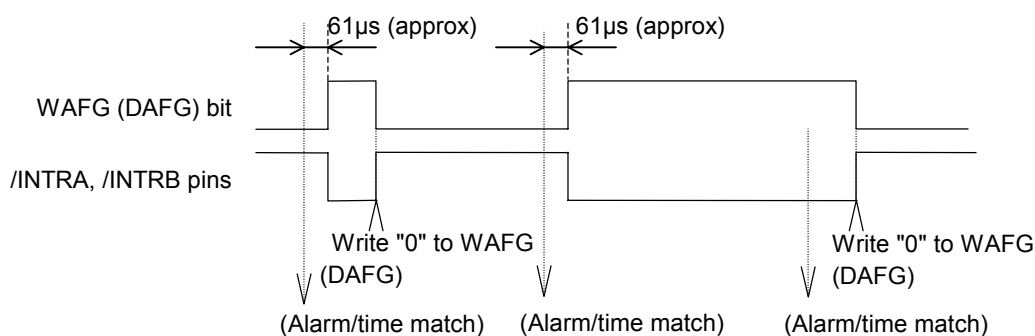 61µs (approx)
61µs (approx)
WAFG (DAFG) bit
/INTRA, /INTRB pins
Write "0" to WAFG
(DAFG)
Write "0" to WAFG
(DAFG)
(Alarm/time match)
(Alarm/time match)
(Alarm/time match)